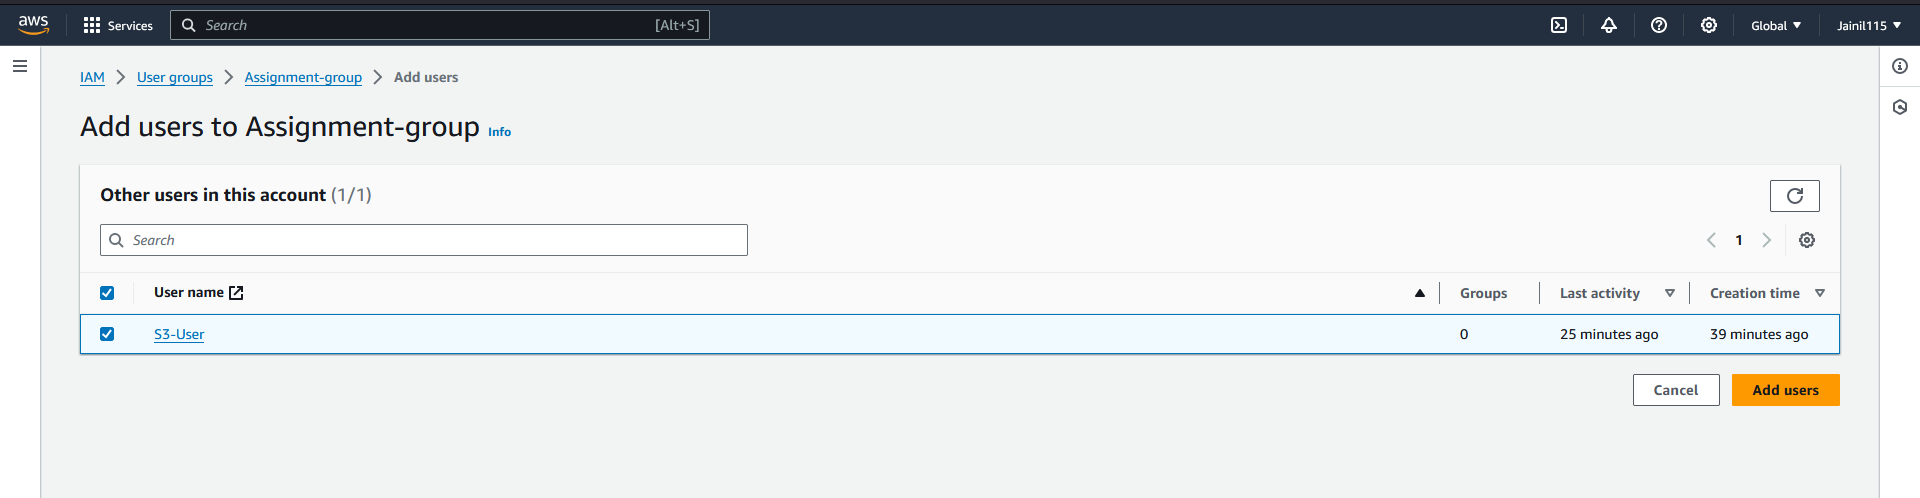 aws Services Search [Alt+S] Global Jainil115
IAM User groups Assignment-group Add users
Add users to Assignment-group Info
Other users in this account (1/1)
Search 1
User name Groups Last activity Creation time
S3-User 0 25 minutes ago 39 minutes ago
Cancel Add users